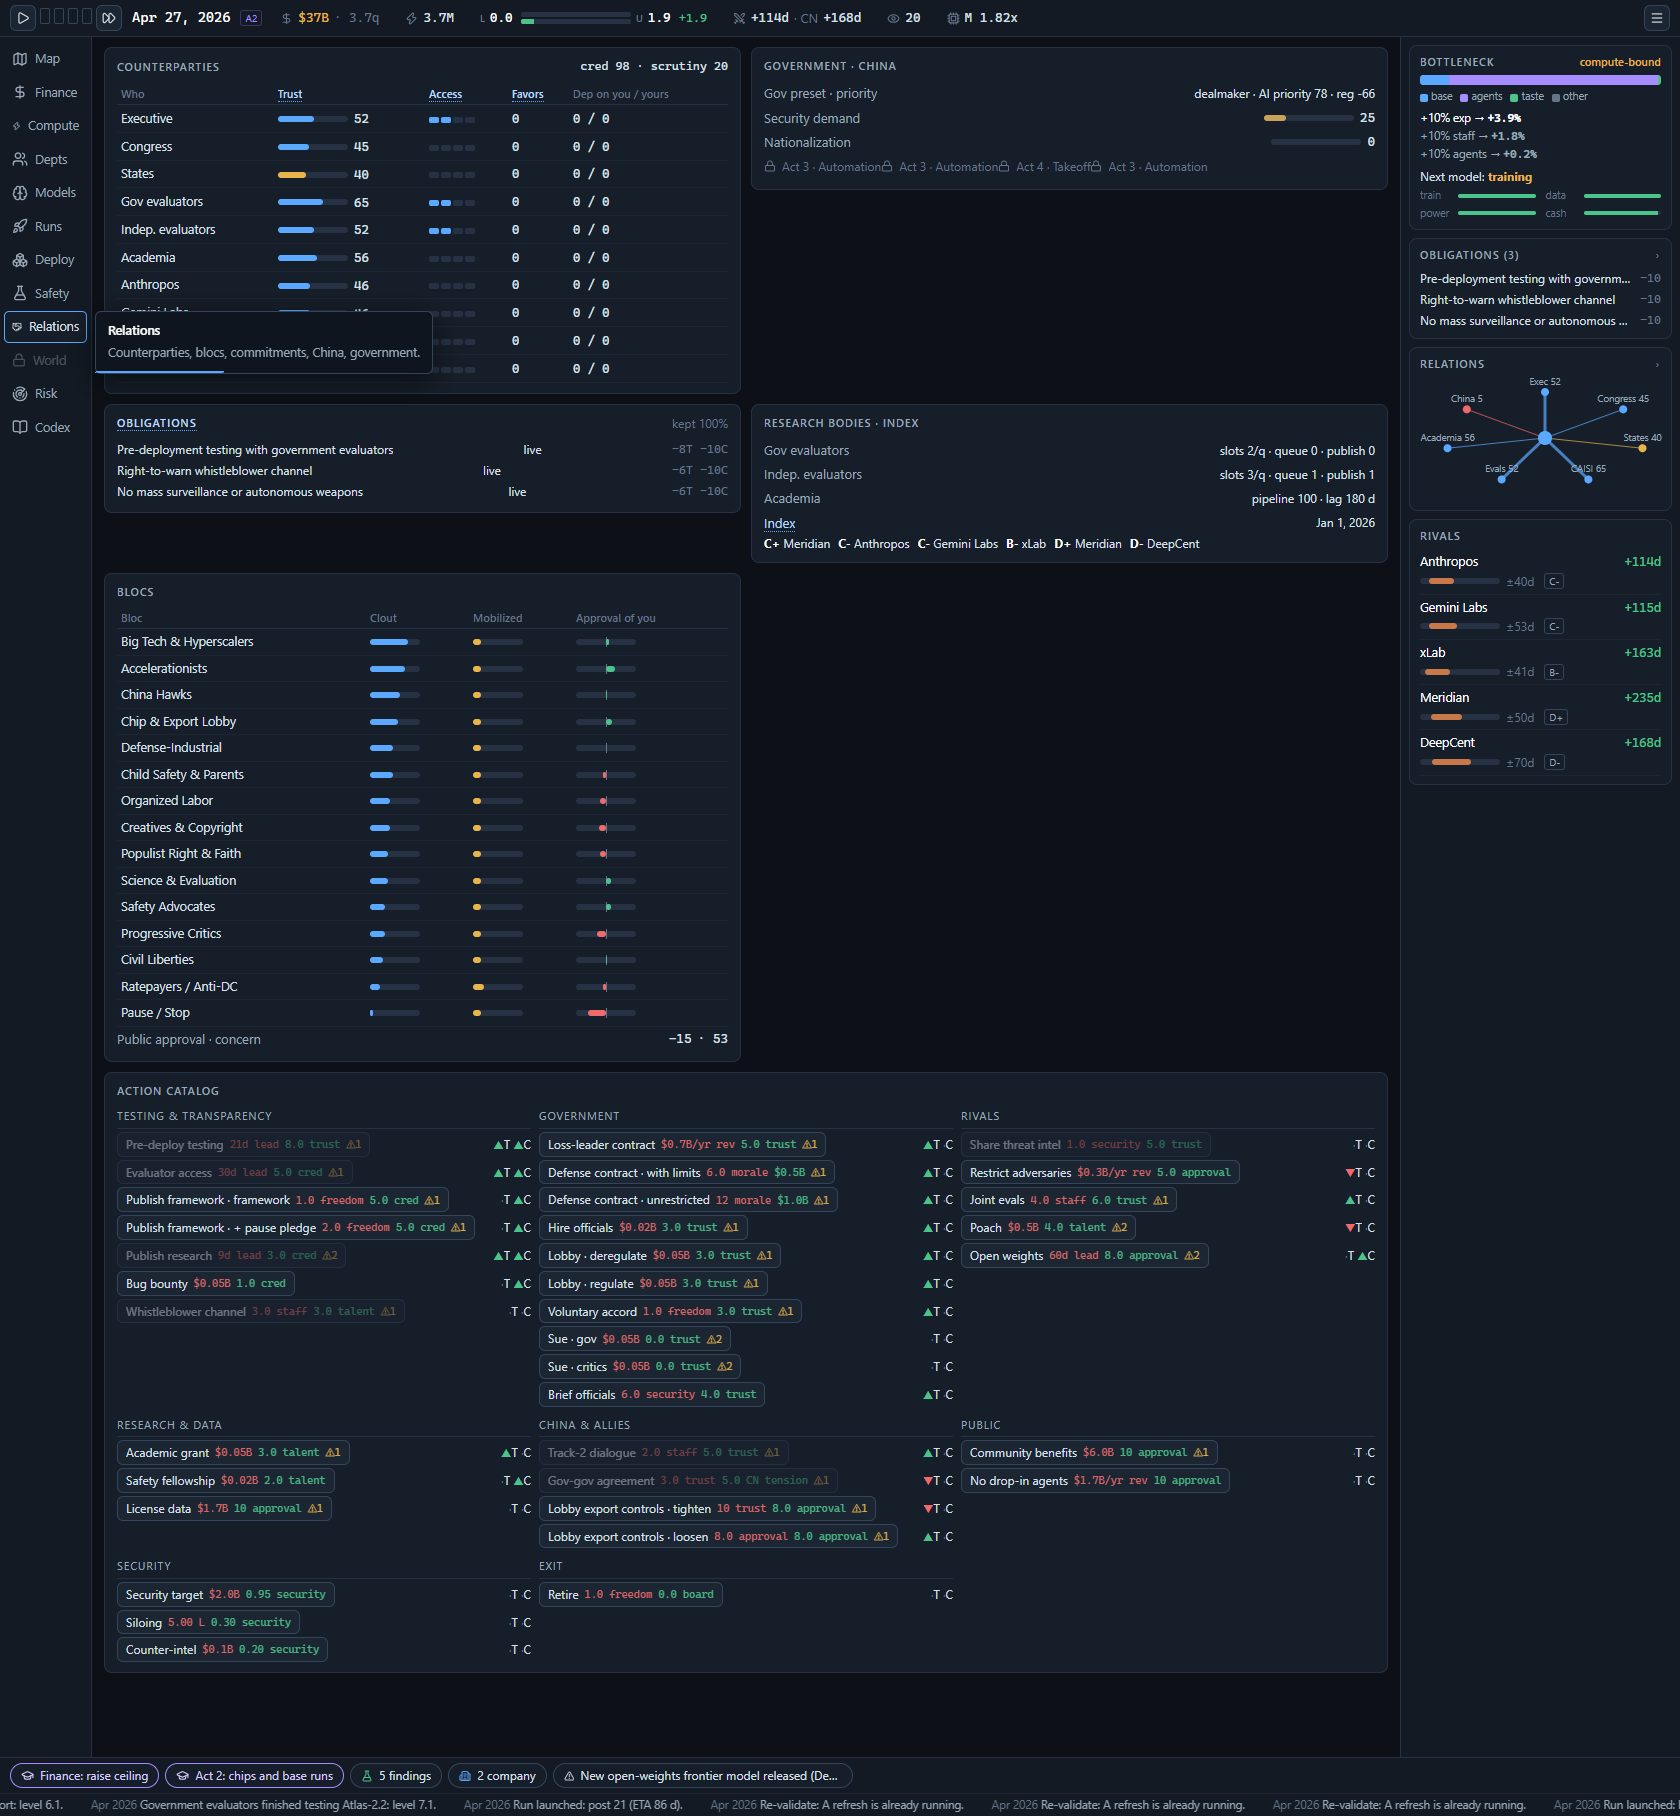 Apr 27, 2026 A2 $ $37B · 3.7q 3.7M L 0.0 U 1.9 +1.9 +114d · CN +168d 20 M 1.82x
Map
Finance
Compute
Depts
Models
Runs
Deploy
Safety
Relations
World
Risk
Codex
COUNTERPARTIES cred 98 · scrutiny 20
Who Trust Access Favors Dep on you / yours
Executive 52 0 0 / 0
Congress 45 0 0 / 0
States 40 0 0 / 0
Gov evaluators 65 0 0 / 0
Indep. evaluators 52 0 0 / 0
Academia 56 0 0 / 0
Anthropos 46 0 0 / 0
0 0 / 0
0 0 / 0
0 0 / 0
Relations
Counterparties, blocs, commitments, China, government.
GOVERNMENT · CHINA
Gov preset · priority dealmaker · AI priority 78 · reg -66
Security demand 25
Nationalization 0
Act 3 · Automation Act 3 · Automation Act 4 · Takeoff Act 3 · Automation
OBLIGATIONS kept 100%
Pre-deployment testing with government evaluators live −8T −10C
Right-to-warn whistleblower channel live −6T −10C
No mass surveillance or autonomous weapons live −6T −10C
RESEARCH BODIES · INDEX
Gov evaluators slots 2/q · queue 0 · publish 0
Indep. evaluators slots 3/q · queue 1 · publish 1
Academia pipeline 100 · lag 180 d
Index Jan 1, 2026
C+ Meridian C- Anthropos C- Gemini Labs B- xLab D+ Meridian D- DeepCent
BLOCS
Bloc Clout Mobilized Approval of you
Big Tech & Hyperscalers
Accelerationists
China Hawks
Chip & Export Lobby
Defense-Industrial
Child Safety & Parents
Organized Labor
Creatives & Copyright
Populist Right & Faith
Science & Evaluation
Safety Advocates
Progressive Critics
Civil Liberties
Ratepayers / Anti-DC
Pause / Stop
Public approval · concern −15 · 53
ACTION CATALOG
TESTING & TRANSPARENCY
Pre-deploy testing 21d lead 8.0 trust ⚠1 ▲T ▲C
Evaluator access 30d lead 5.0 cred ⚠1 ▲T ▲C
Publish framework · framework 1.0 freedom 5.0 cred ⚠1 ·T ▲C
Publish framework · + pause pledge 2.0 freedom 5.0 cred ⚠1 ·T ▲C
Publish research 9d lead 3.0 cred ⚠2 ▲T ▲C
Bug bounty $0.05B 1.0 cred ·T ▲C
Whistleblower channel 3.0 staff 3.0 talent ⚠1 ·T ·C
GOVERNMENT
Loss-leader contract $0.7B/yr rev 5.0 trust ⚠1 ▲T ·C
Defense contract · with limits 6.0 morale $0.5B ⚠1 ▲T ·C
Defense contract · unrestricted 12 morale $1.0B ⚠1 ▲T ·C
Hire officials $0.02B 3.0 trust ⚠1 ▲T ·C
Lobby · deregulate $0.05B 3.0 trust ⚠1 ▲T ·C
Lobby · regulate $0.05B 3.0 trust ⚠1 ▲T ·C
Voluntary accord 1.0 freedom 3.0 trust ⚠1 ▲T ·C
Sue · gov $0.05B 0.0 trust ⚠2 ·T ·C
Sue · critics $0.05B 0.0 trust ⚠2 ·T ·C
Brief officials 6.0 security 4.0 trust ▲T ·C
RIVALS
Share threat intel 1.0 security 5.0 trust ·T ·C
Restrict adversaries $0.3B/yr rev 5.0 approval ▼T ·C
Joint evals 4.0 staff 6.0 trust ⚠1 ▲T ·C
Poach $0.5B 4.0 talent ⚠2 ▼T ·C
Open weights 60d lead 8.0 approval ⚠2 ·T ▲C
RESEARCH & DATA
Academic grant $0.05B 3.0 talent ⚠1 ▲T ·C
Safety fellowship $0.02B 2.0 talent ·T ▲C
License data $1.7B 10 approval ⚠1 ·T ·C
CHINA & ALLIES
Track-2 dialogue 2.0 staff 5.0 trust ⚠1 ▲T ·C
Gov-gov agreement 3.0 trust 5.0 CN tension ⚠1 ▼T ·C
Lobby export controls · tighten 10 trust 8.0 approval ⚠1 ▼T ·C
Lobby export controls · loosen 8.0 approval 8.0 approval ⚠1 ▲T ·C
PUBLIC
Community benefits $6.0B 10 approval ⚠1 ·T ·C
No drop-in agents $1.7B/yr rev 10 approval ·T ·C
SECURITY
Security target $2.0B 0.95 security ·T ·C
Siloing 5.00 L 0.30 security ·T ·C
Counter-intel $0.1B 0.20 security ·T ·C
EXIT
Retire 1.0 freedom 0.0 board ·T ·C
BOTTLENECK compute-bound
base agents taste other
+10% exp → +3.9%
+10% staff → +1.8%
+10% agents → +0.2%
Next model: training
train data
power cash
OBLIGATIONS (3) ›
Pre-deployment testing with governm... −10
Right-to-warn whistleblower channel −10
No mass surveillance or autonomous ... −10
RELATIONS ›
Exec 52
China 5 Congress 45
Academia 56 States 40
Evals 52 CAISI 65
RIVALS
Anthropos +114d
±40d C-
Gemini Labs +115d
±53d C-
xLab +163d
±41d B-
Meridian +235d
±50d D+
DeepCent +168d
±70d D-
Finance: raise ceiling Act 2: chips and base runs 5 findings 2 company New open-weights frontier model released (De...
ort: level 6.1. Apr 2026 Government evaluators finished testing Atlas-2.2: level 7.1. Apr 2026 Run launched: post 21 (ETA 86 d). Apr 2026 Re-validate: A refresh is already running. Apr 2026 Re-validate: A refresh is already running. Apr 2026 Re-validate: A refresh is already running. Apr 2026 Run launched: